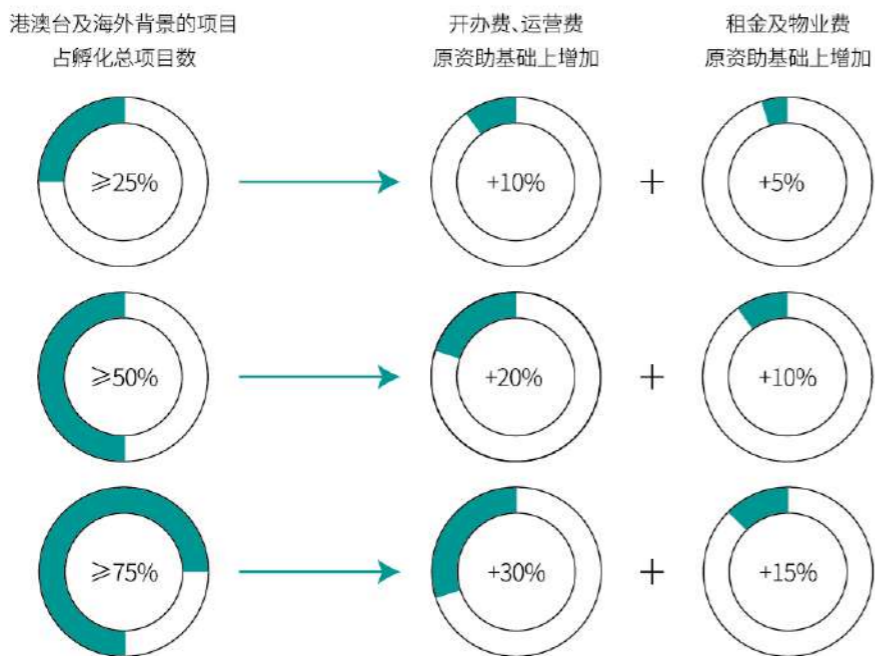 港澳台及海外背景的项目
占孵化总项目数
开办费、运营费
原资助基础上增加
租金及物业费
原资助基础上增加
≥25%
+10%
+
+5%
≥50%
+20%
+
+10%
≥75%
+30%
+
+15%